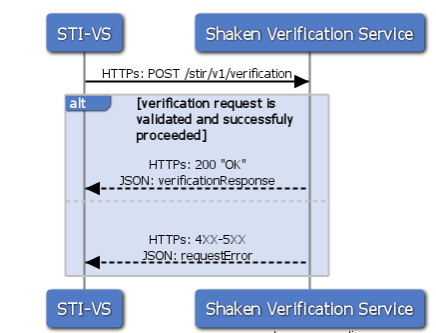 STI-VS
Shaken Verification Service
HTTPs: POST /stir/v1/verification
alt
[verification request is
validated and successfuly
proceeded]
HTTPs: 200 "OK"
JSON: verificationResponse
HTTPs: 4XX-5XX
JSON: requestError
STI-VS
Shaken Verification Service